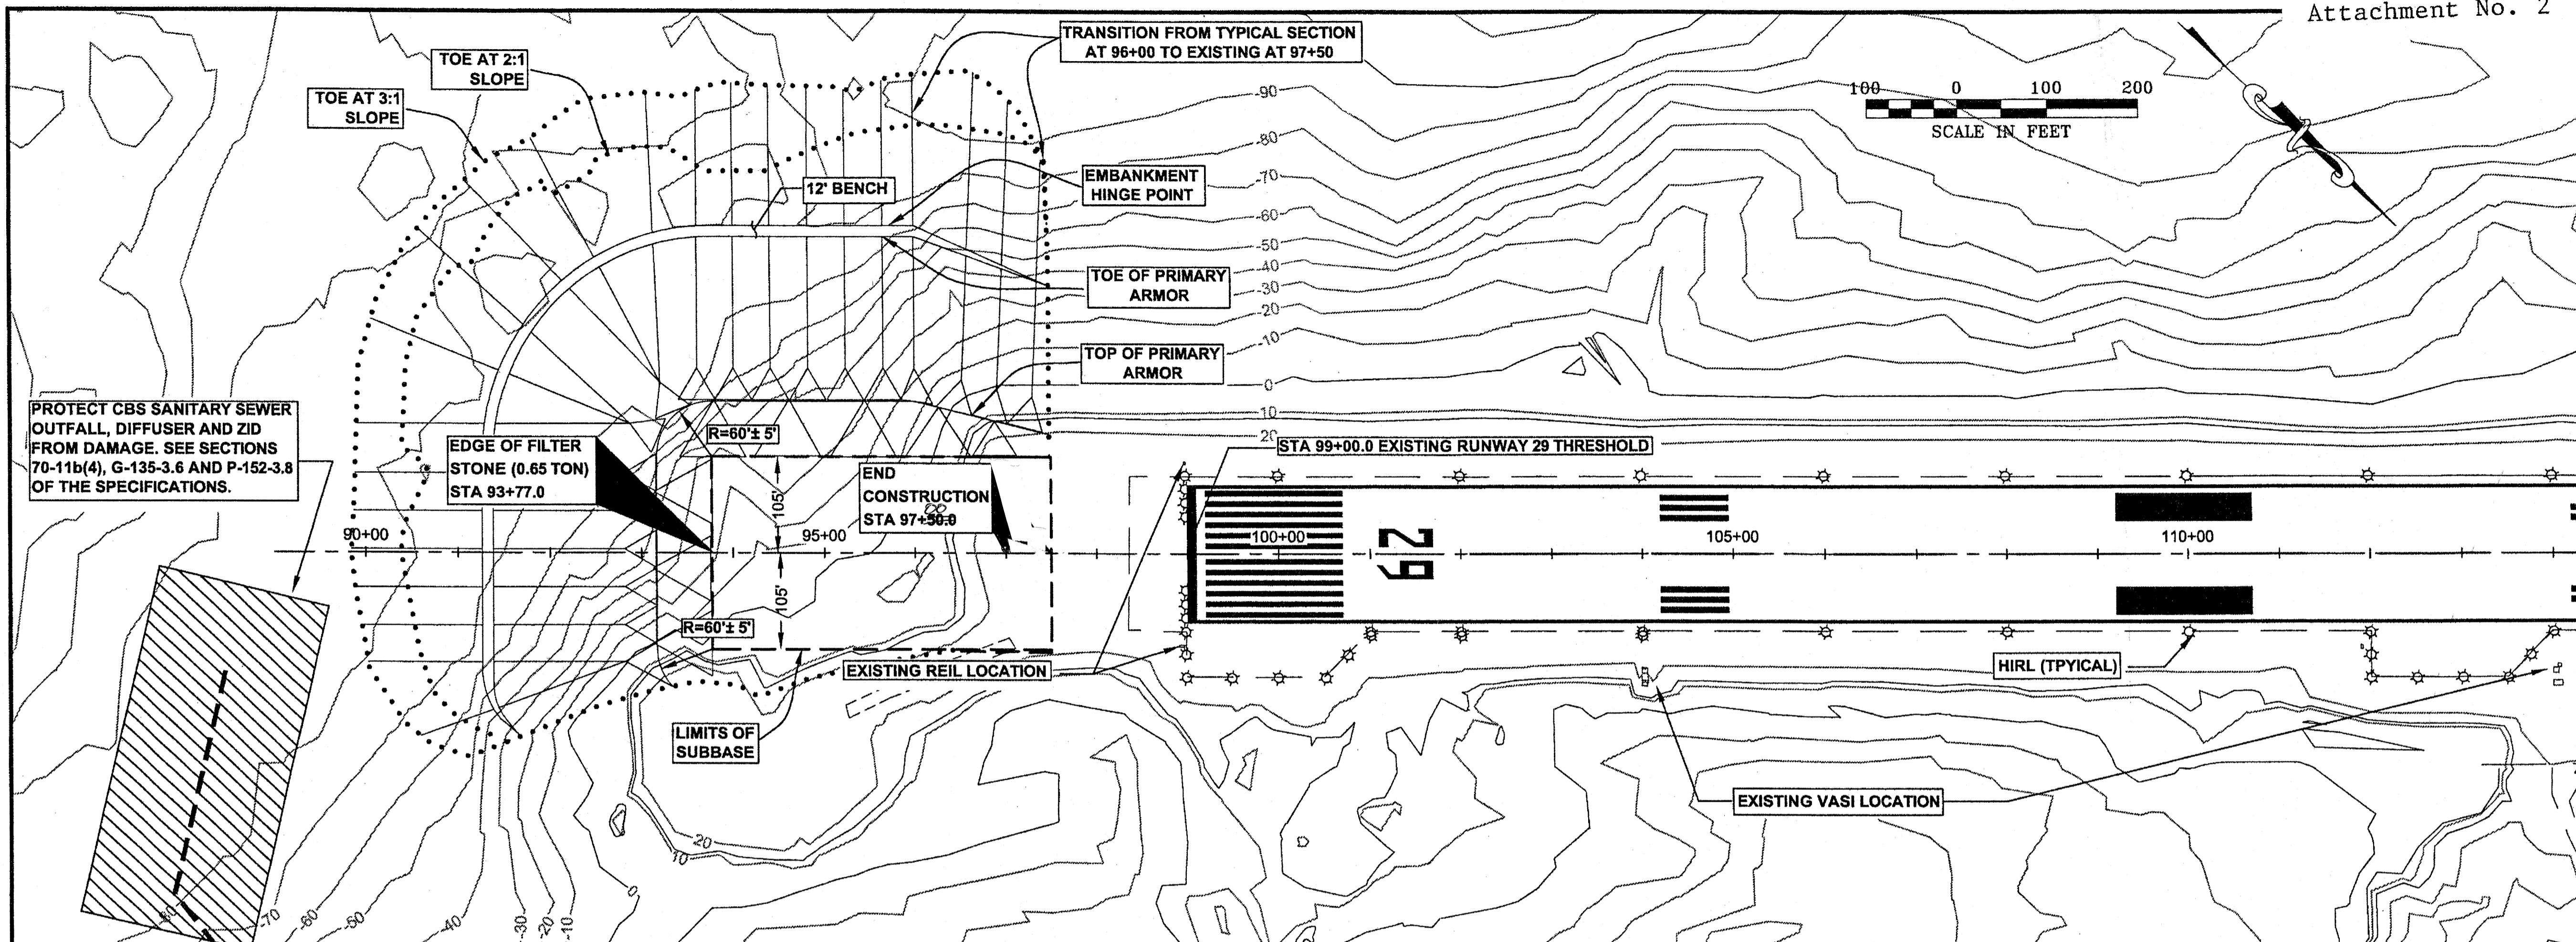 Attachment No. 2
TRANSITION FROM TYPICAL SECTION
AT 96+00 TO EXISTING AT 97+50
TOE AT 2:1
SLOPE
TOE AT 3:1
SLOPE
100 0 100 200
SCALE IN FEET
-90
-80
-70
-60
-50
-40
-30
-20
-10
0
10
20
12' BENCH
EMBANKMENT
HINGE POINT
TOE OF PRIMARY
ARMOR
TOP OF PRIMARY
ARMOR
PROTECT CBS SANITARY SEWER
OUTFALL, DIFFUSER AND ZID
FROM DAMAGE. SEE SECTIONS
70-11b(4), G-135-3.6 AND P-152-3.8
OF THE SPECIFICATIONS.
EDGE OF FILTER
STONE (0.65 TON)
STA 93+77.0
R=60'± 5'
END
CONSTRUCTION
00
STA 97+50.0
STA 99+00.0 EXISTING RUNWAY 29 THRESHOLD
105'
105'
90+00
95+00
100+00
105+00
110+00
29
R=60'± 5'
EXISTING REIL LOCATION
HIRL (TPYICAL)
LIMITS OF
SUBBASE
EXISTING VASI LOCATION
20
10
0
-80
-70
-60
-50
-40
-30
-20
-10